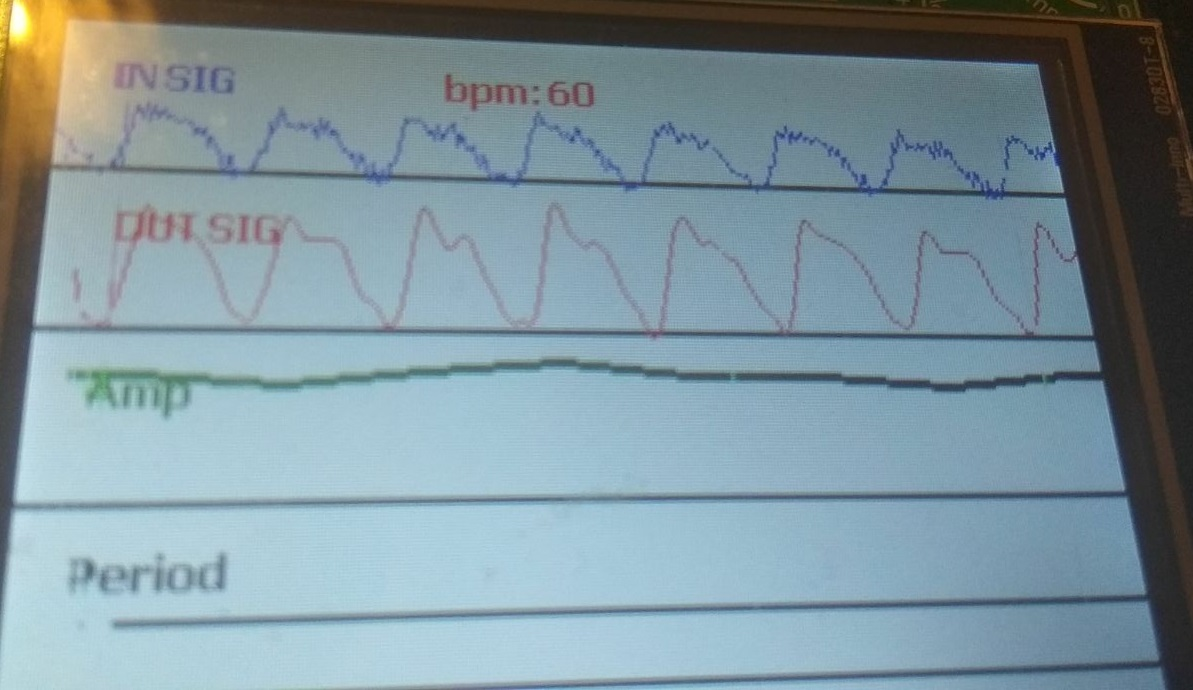 IN SIG
bpm:60
OUT SIG
Amp
Period